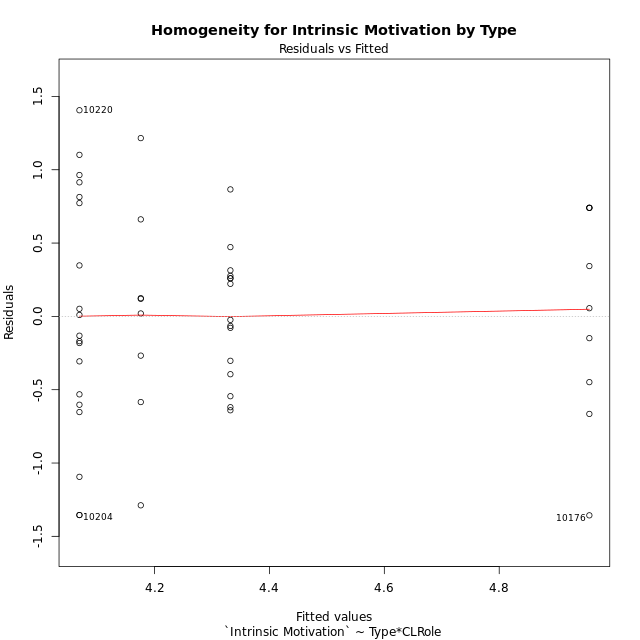 Homogeneity for Intrinsic Motivation by Type
Residuals vs Fitted
1.5
1.0
0.5
0.0
-0.5
-1.0
-1.5
Residuals
10220
10204
10176
4.2 4.4 4.6 4.8
Fitted values
`Intrinsic Motivation` ~ Type*CLRole